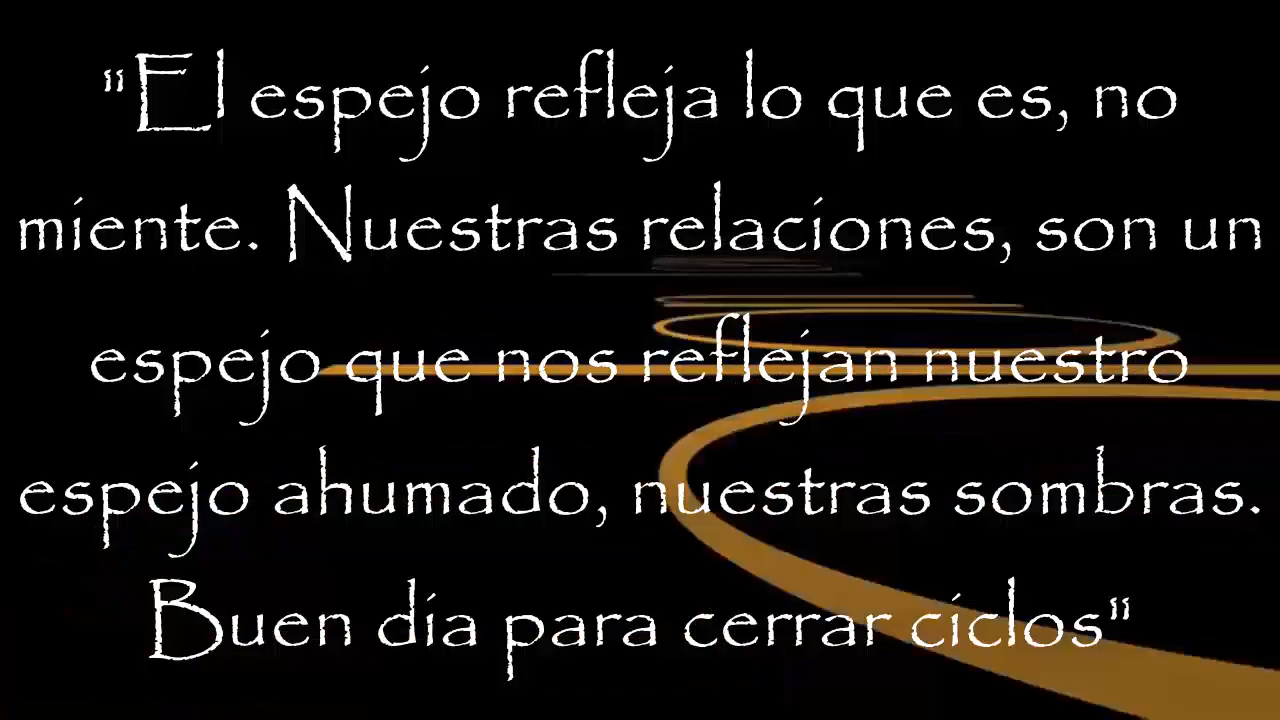 "El espejo refleja lo que es, no
miente. Nuestras relaciones, son un
espejo que nos reflejan nuestro
espejo ahumado, nuestras sombras.
Buen dia para cerrar ciclos"